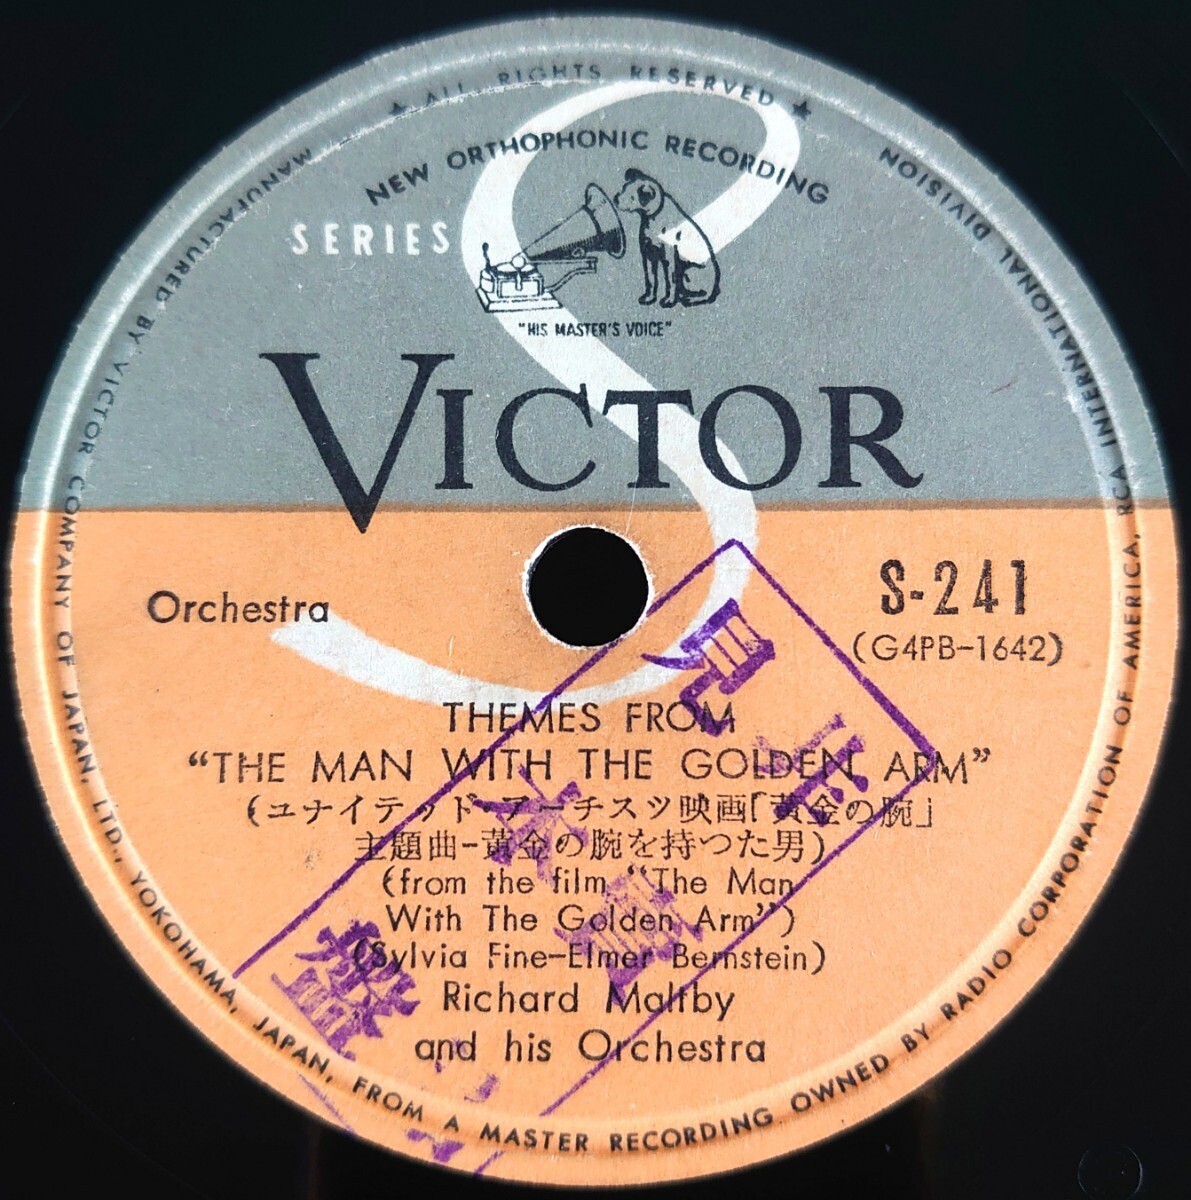 ★ ALL RIGHTS RESERVED ★
NEW ORTHOPHONIC RECORDING
SERIES
"HIS MASTER'S VOICE"
VICTOR
Orchestra
S-241
(G4PB-1642)
THEMES FROM
“THE MAN WITH THE GOLDEN ARM”
(ユナイテッド・アーチスツ映画「黄金の腕」
主題曲-黄金の腕を持つた男)
(from the film “The Man
With The Golden Arm”)
(Sylvia Fine-Elmer Bernstein)
Richard Maltby
and his Orchestra
MANUFACTURED BY VICTOR COMPANY OF JAPAN, LTD., YOKOHAMA, JAPAN, FROM A MASTER RECORDING OWNED BY RADIO CORPORATION OF AMERICA, RCA INTERNATIONAL DIVISION
見本盤